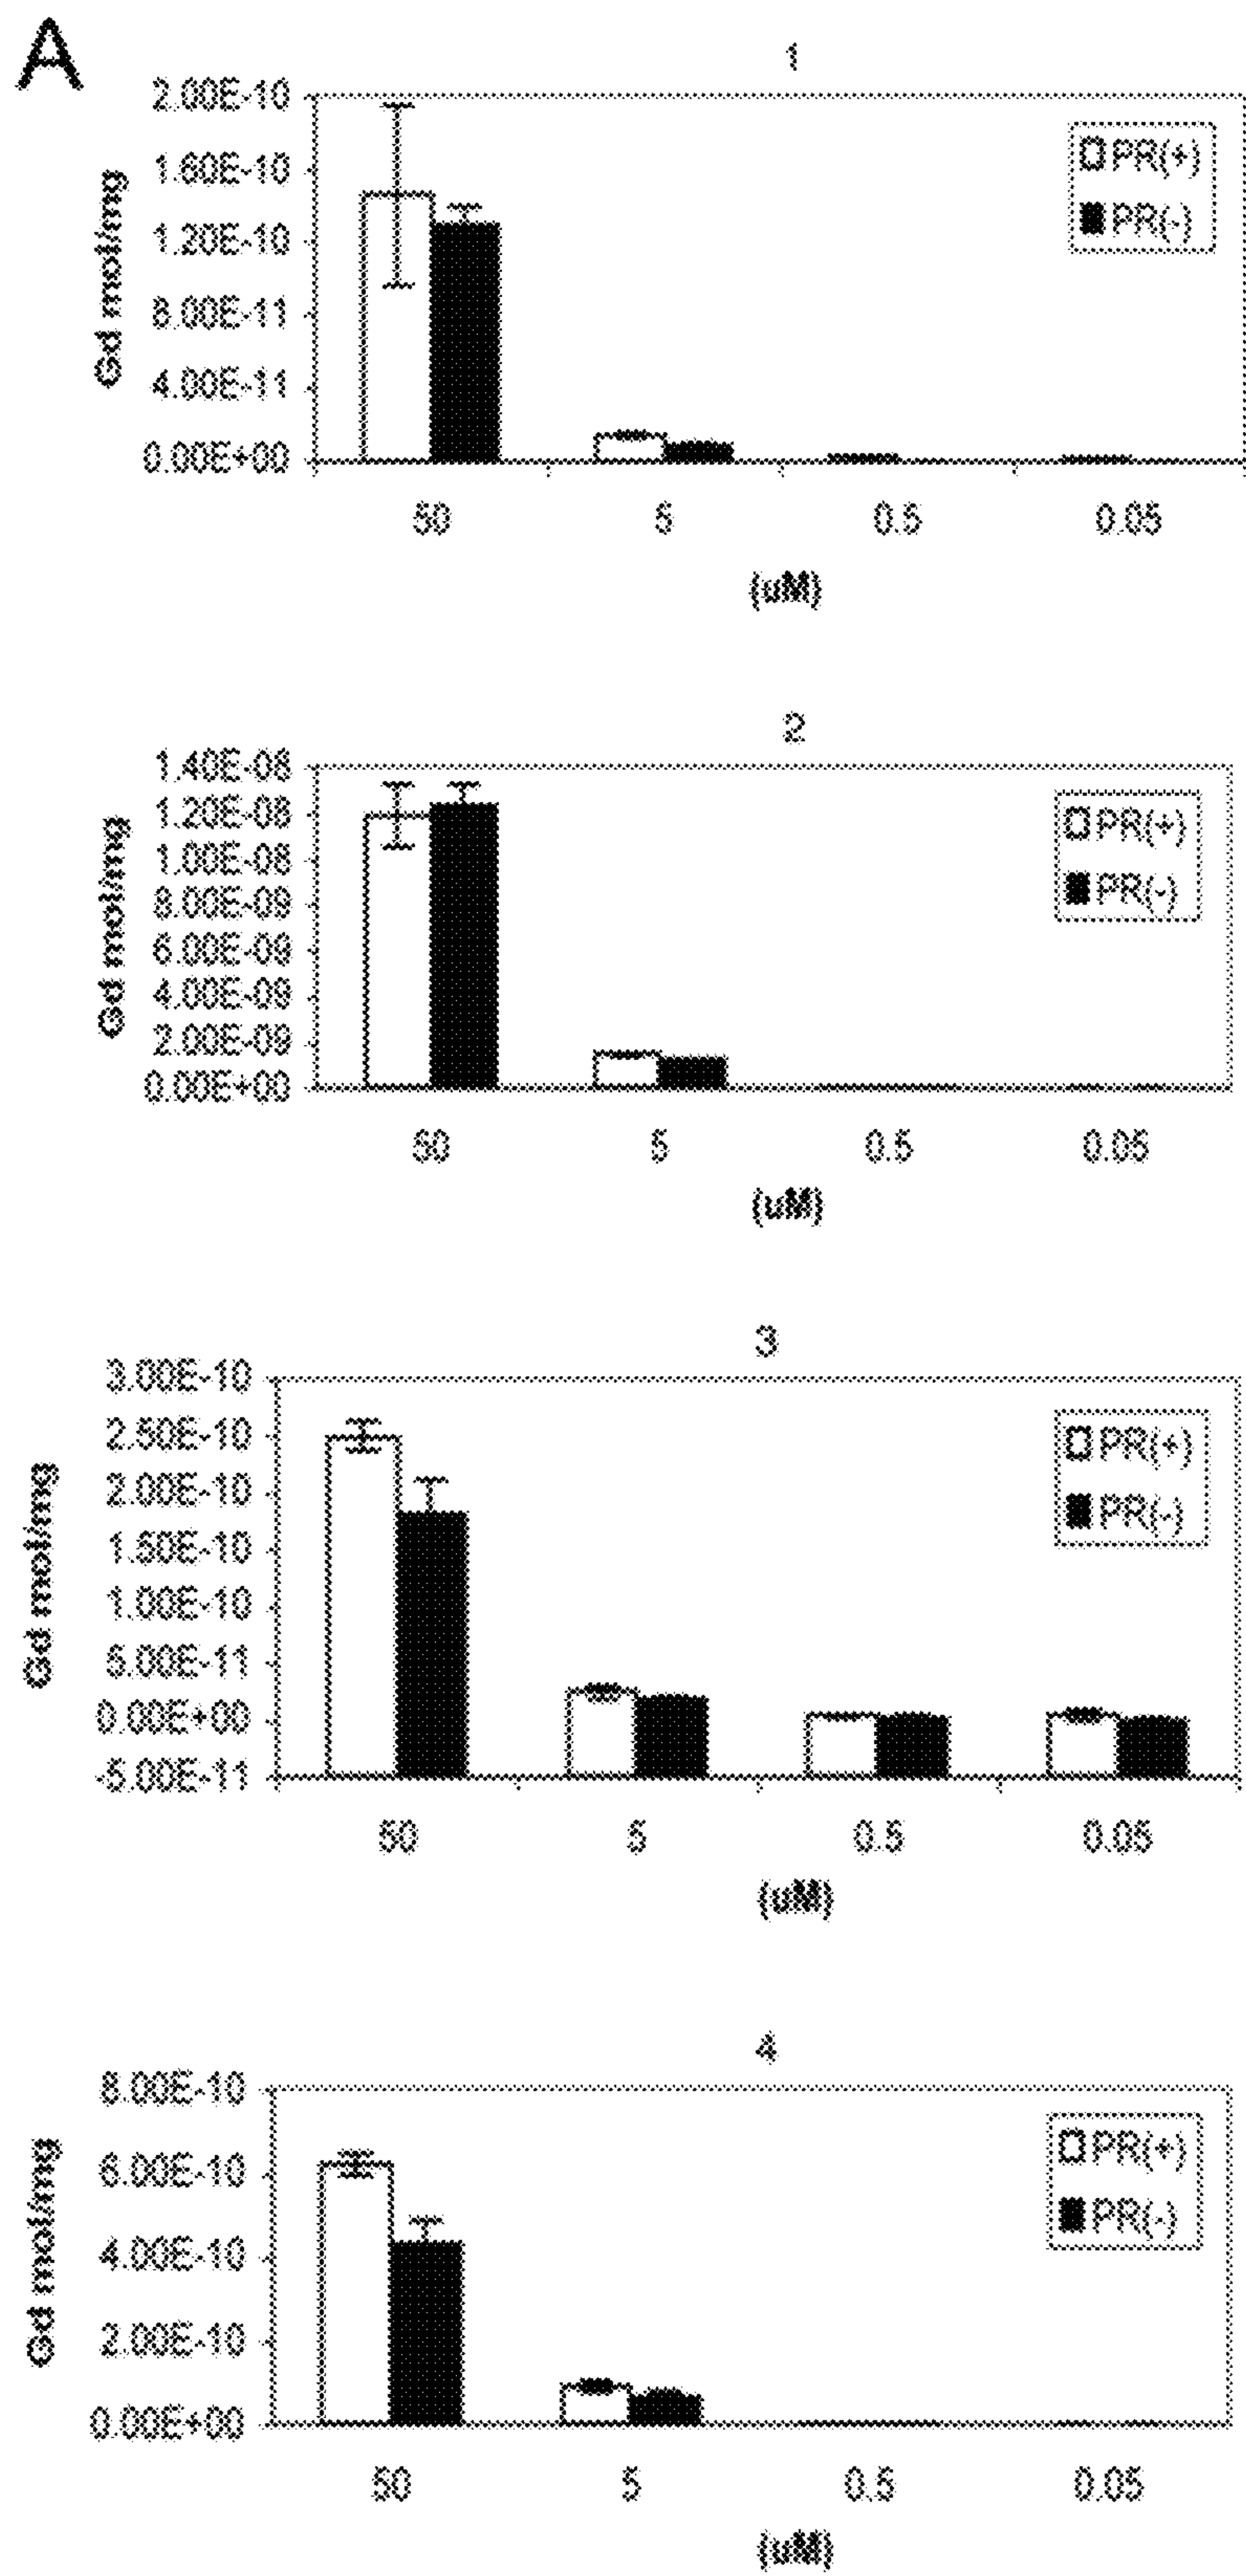 A
1
2.00E-10
1.60E-10
1.20E-10
8.00E-11
4.00E-11
0.00E+00
Gd mol/mg
PR(+)
PR(-)
50 5 0.5 0.05
(uM)
2
1.40E-08
1.20E-08
1.00E-08
8.00E-09
6.00E-09
4.00E-09
2.00E-09
0.00E+00
Gd mol/mg
PR(+)
PR(-)
50 5 0.5 0.05
(uM)
3
3.00E-10
2.50E-10
2.00E-10
1.50E-10
1.00E-10
5.00E-11
0.00E+00
-5.00E-11
Gd mol/mg
PR(+)
PR(-)
50 5 0.5 0.05
(uM)
4
8.00E-10
6.00E-10
4.00E-10
2.00E-10
0.00E+00
Gd mol/mg
PR(+)
PR(-)
50 5 0.5 0.05
(uM)